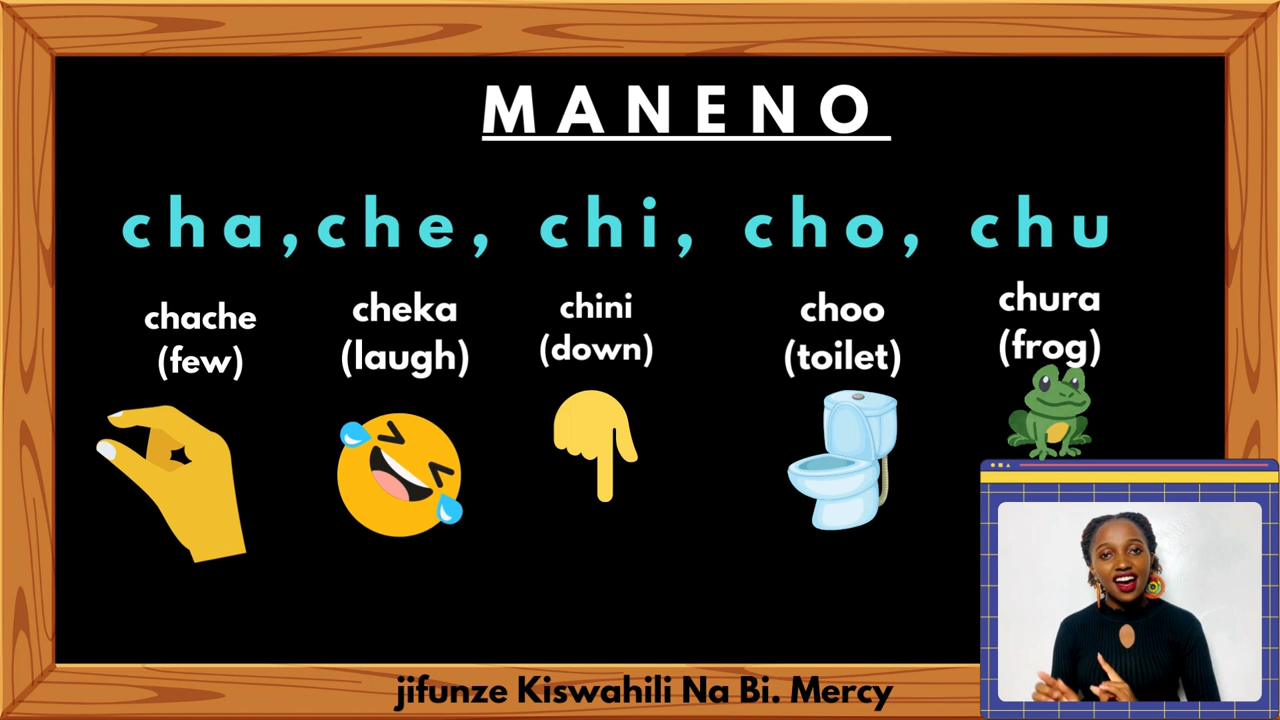 MANENO
cha,che, chi, cho, chu
chache
(few)
cheka
(laugh)
chini
(down)
choo
(toilet)
chura
(frog)
jifunze Kiswahili Na Bi. Mercy